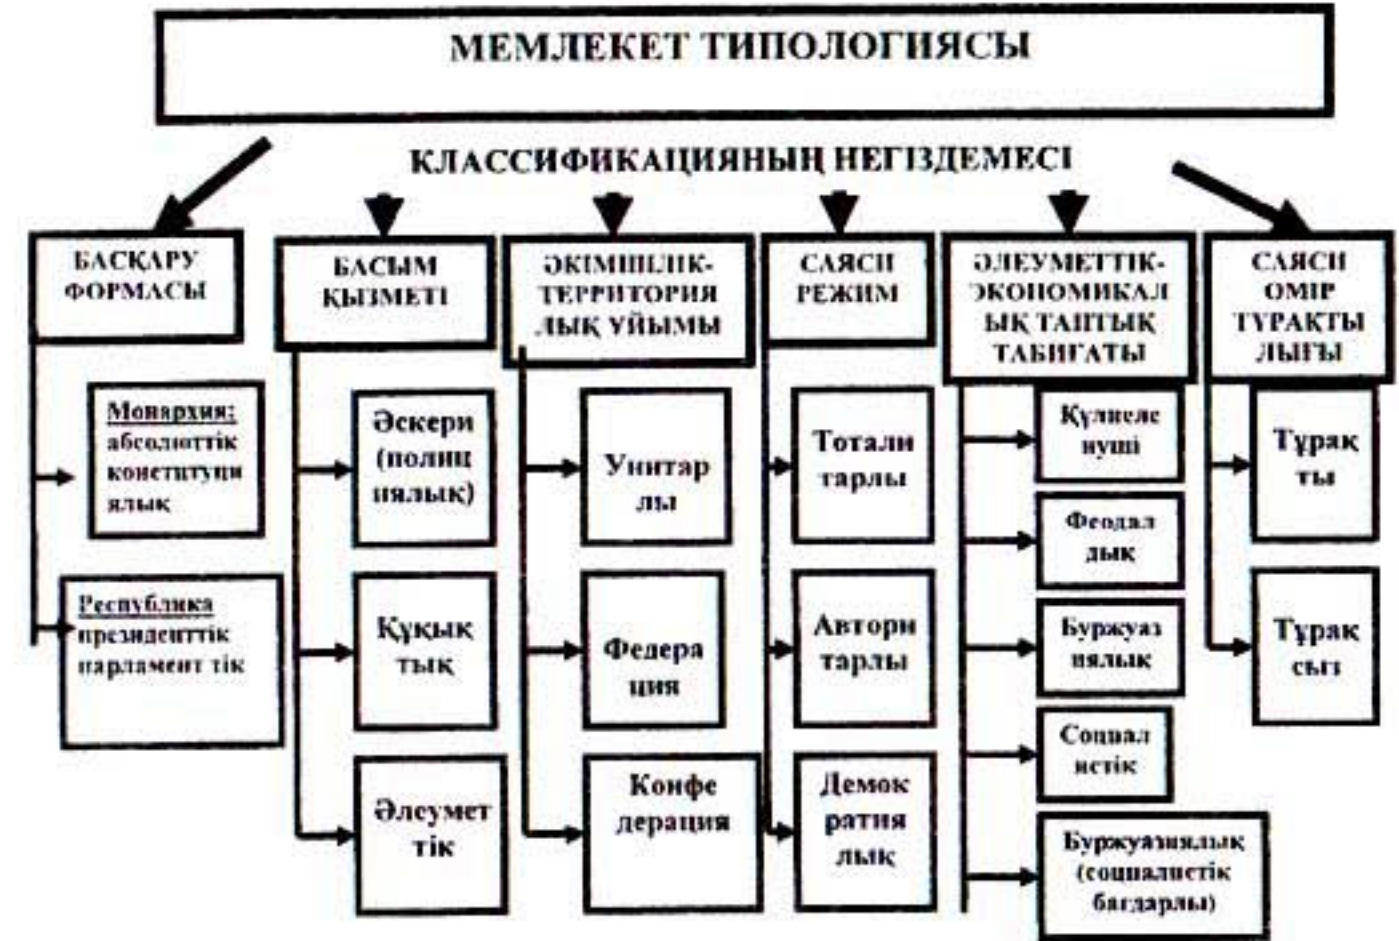 МЕМЛЕКЕТ ТИПОЛОГИЯСЫ
КЛАССИФИКАЦИЯНЫҢ НЕГІЗДЕМЕСІ
БАСҚАРУ
ФОРМАСЫ
Монархия:
абсолюттік
конституци
ялық
Республика
президенттік
парламент тік
БАСЫМ
ҚЫЗМЕТІ
Әскери
(полиц
иялық)
Құқық
тық
Әлеумет
тік
ӘКІМШІЛІК-
ТЕРРИТОРИЯ
ЛЫҚ ҰЙЫМЫ
Унитар
лы
Федера
ция
Конфе
дерация
САЯСИ
РЕЖИМ
Тотали
тарлы
Автори
тарлы
Демок
ратия
лық
ӘЛЕУМЕТТІК-
ЭКОНОМИКАЛ
ЫҚ ТАПТЫҚ
ТАБИҒАТЫ
Құлиеле
нуші
Феодал
дық
Буржуаз
иялық
Социал
истік
Буржуазиялық
(социалистік
бағдарлы)
САЯСИ
ӨМІР
ТҰРАҚТЫ
ЛЫҒЫ
Тұрақ
ты
Тұрақ
сыз